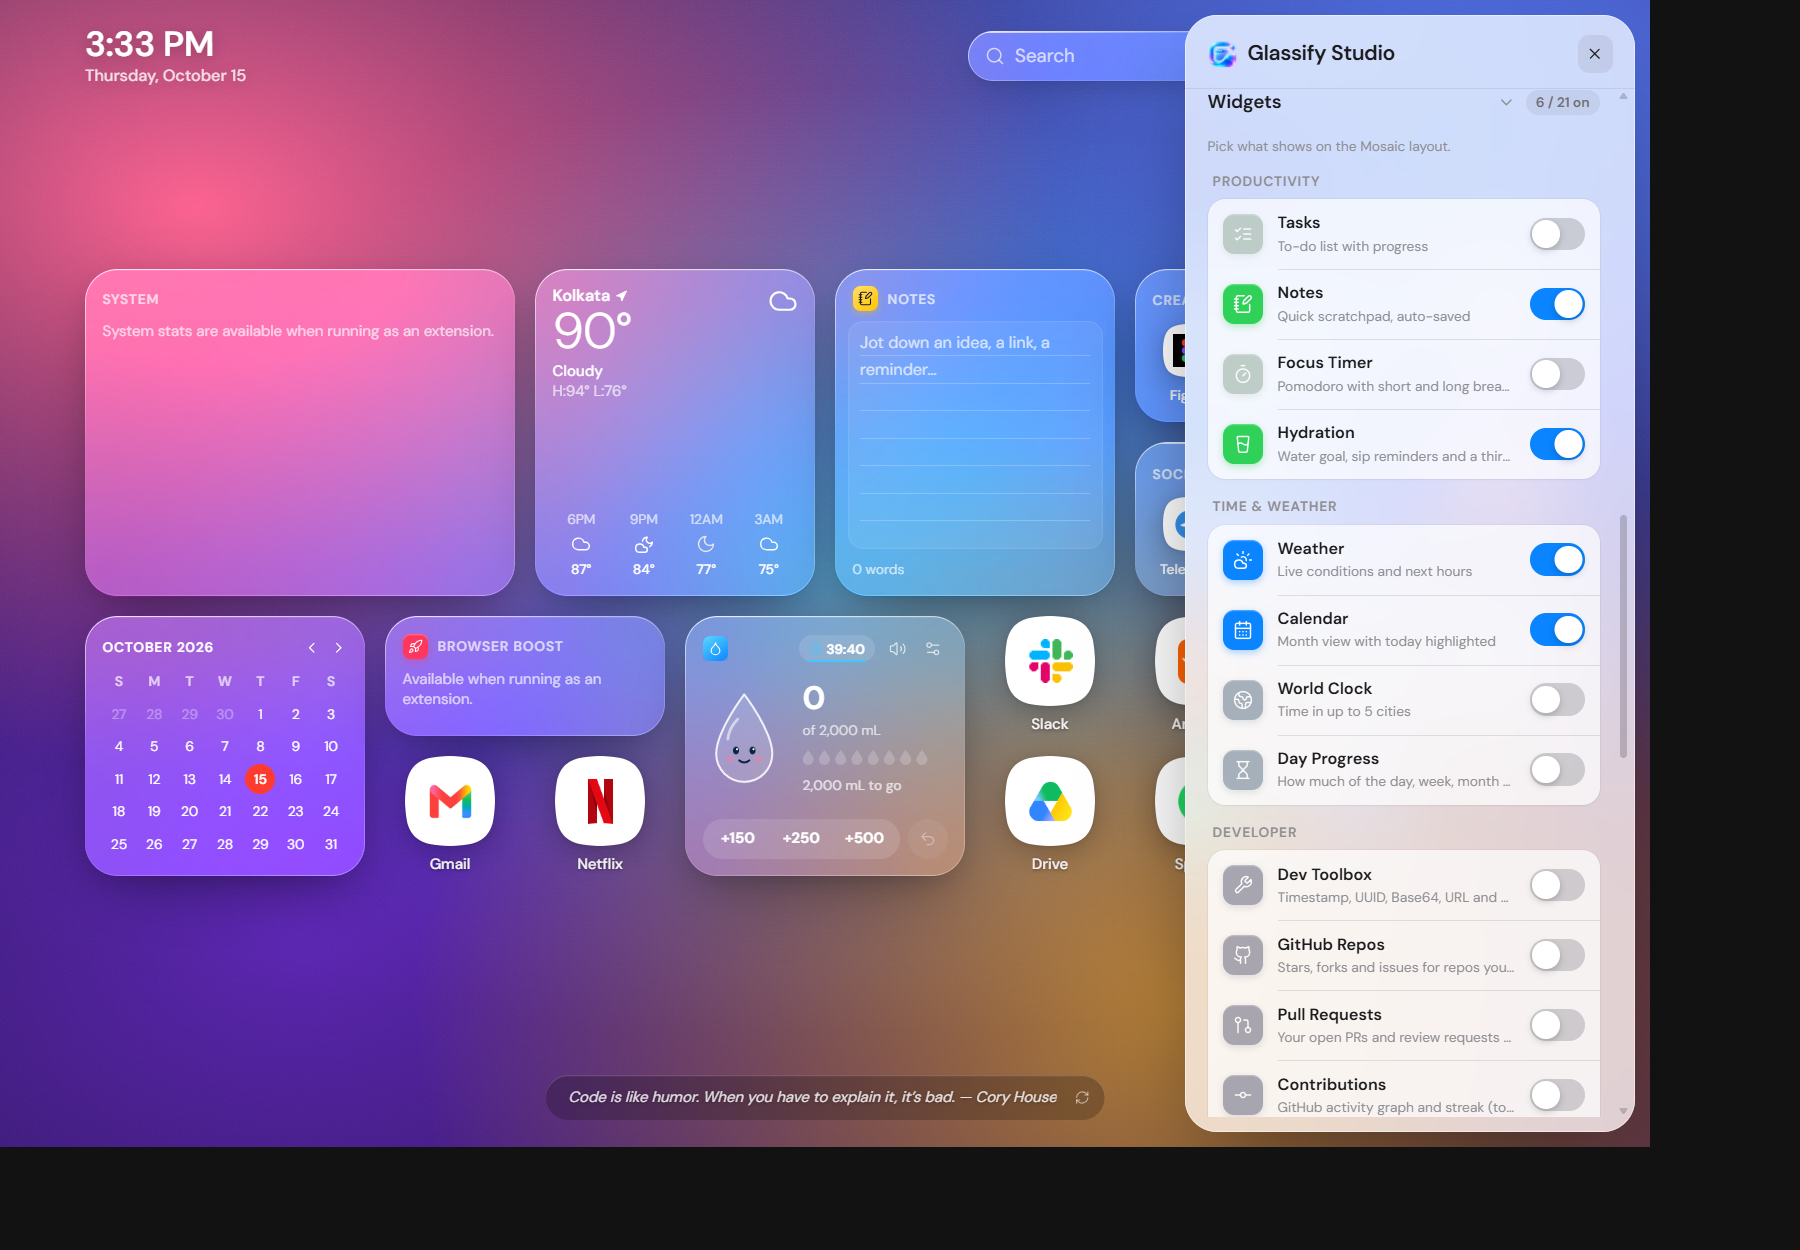 3:33 PM
Thursday, October 15
Search
SYSTEM
System stats are available when running as an extension.
Kolkata
90°
Cloudy
H:94° L:76°
6PM 9PM 12AM 3AM
87° 84° 77° 75°
NOTES
Jot down an idea, a link, a
reminder...
0 words
OCTOBER 2026
S M T W T F S
27 28 29 30 1 2 3
4 5 6 7 8 9 10
11 12 13 14 15 16 17
18 19 20 21 22 23 24
25 26 27 28 29 30 31
BROWSER BOOST
Available when running as an
extension.
Gmail
Netflix
39:40
0
of 2,000 mL
2,000 mL to go
+150 +250 +500
Slack
Drive
Code is like humor. When you have to explain it, it's bad. — Cory House
Glassify Studio
Widgets
6 / 21 on
Pick what shows on the Mosaic layout.
PRODUCTIVITY
Tasks
To-do list with progress
Notes
Quick scratchpad, auto-saved
Focus Timer
Pomodoro with short and long brea...
Hydration
Water goal, sip reminders and a thir...
TIME & WEATHER
Weather
Live conditions and next hours
Calendar
Month view with today highlighted
World Clock
Time in up to 5 cities
Day Progress
How much of the day, week, month ...
DEVELOPER
Dev Toolbox
Timestamp, UUID, Base64, URL and ...
GitHub Repos
Stars, forks and issues for repos you...
Pull Requests
Your open PRs and review requests ...
Contributions
GitHub activity graph and streak (to...